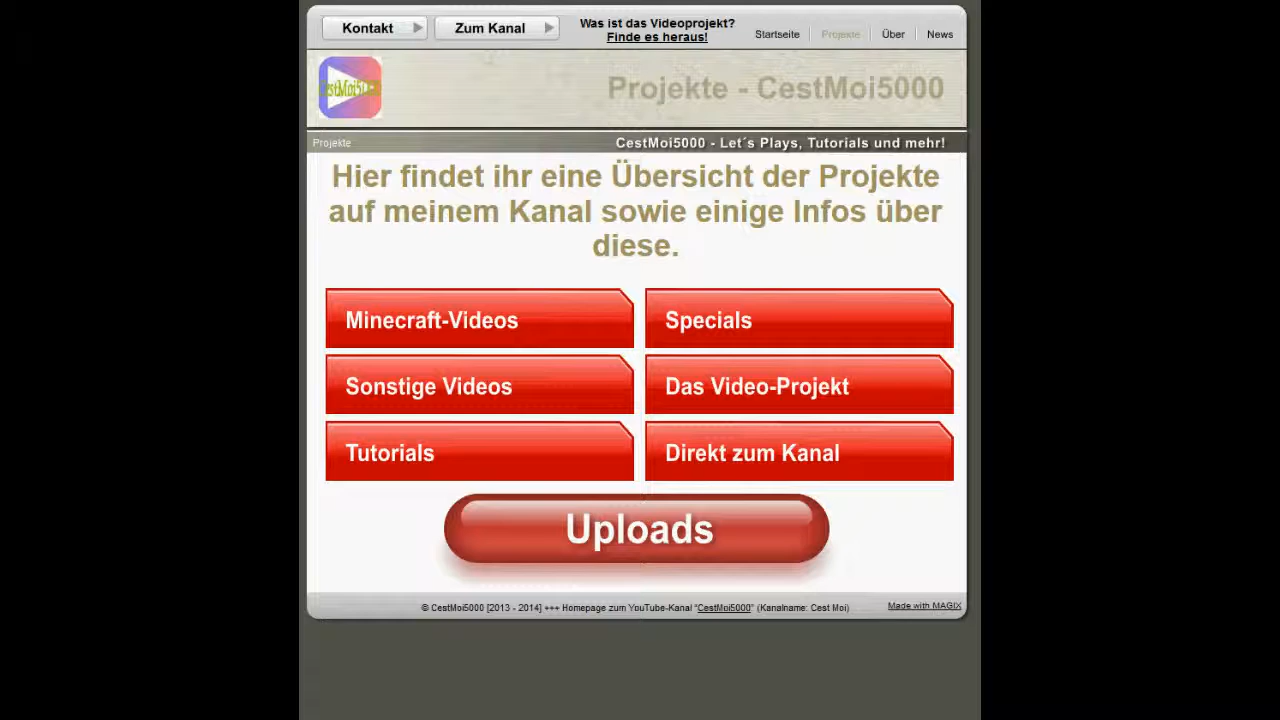 Kontakt
Zum Kanal
Was ist das Videoprojekt?
Finde es heraus!
Startseite
Projekte
Über
News
stMoi50
Projekte - CestMoi5000
Projekte
CestMoi5000 - Let´s Plays, Tutorials und mehr!
Hier findet ihr eine Übersicht der Projekte
auf meinem Kanal sowie einige Infos über
diese.
Minecraft-Videos
Specials
Sonstige Videos
Das Video-Projekt
Tutorials
Direkt zum Kanal
Uploads
© CestMoi5000 [2013 - 2014] +++ Homepage zum YouTube-Kanal "CestMoi5000" (Kanalname: Cest Moi)
Made with MAGIX